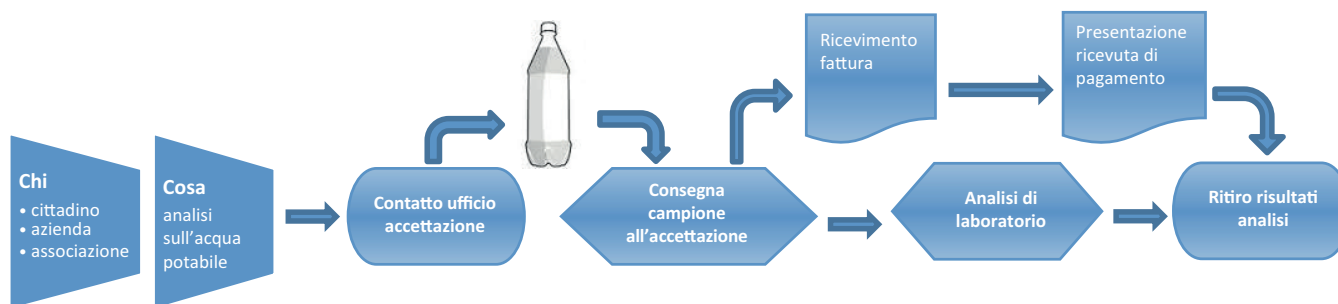 Chi
• cittadino
• azienda
• associazione
Cosa
analisi
sull'acqua
potabile
Contatto ufficio
accettazione
Consegna
campione
all'accettazione
Ricevimento
fattura
Presentazione
ricevuta di
pagamento
Analisi di
laboratorio
Ritiro risultati
analisi